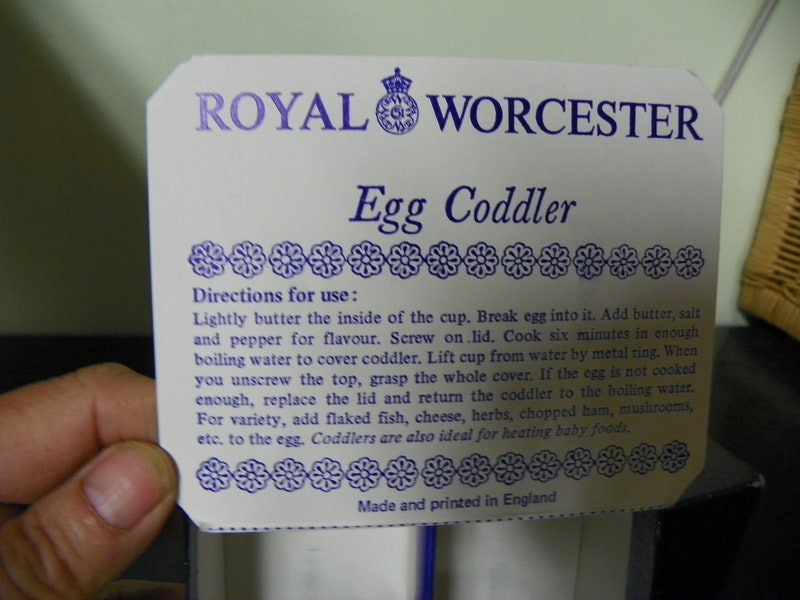 ROYAL WORCESTER
Egg Coddler
Directions for use:
Lightly butter the inside of the cup. Break egg into it. Add butter, salt
and pepper for flavour. Screw on .lid. Cook six minutes in enough
boiling water to cover coddler. Lift cup from water by metal ring. When
you unscrew the top, grasp the whole cover. If the egg is not cooked
enough, replace the lid and return the coddler to the boiling water.
For variety, add flaked fish, cheese, herbs, chopped ham, mushrooms,
etc. to the egg. Coddlers are also ideal for heating baby foods.
Made and printed in England